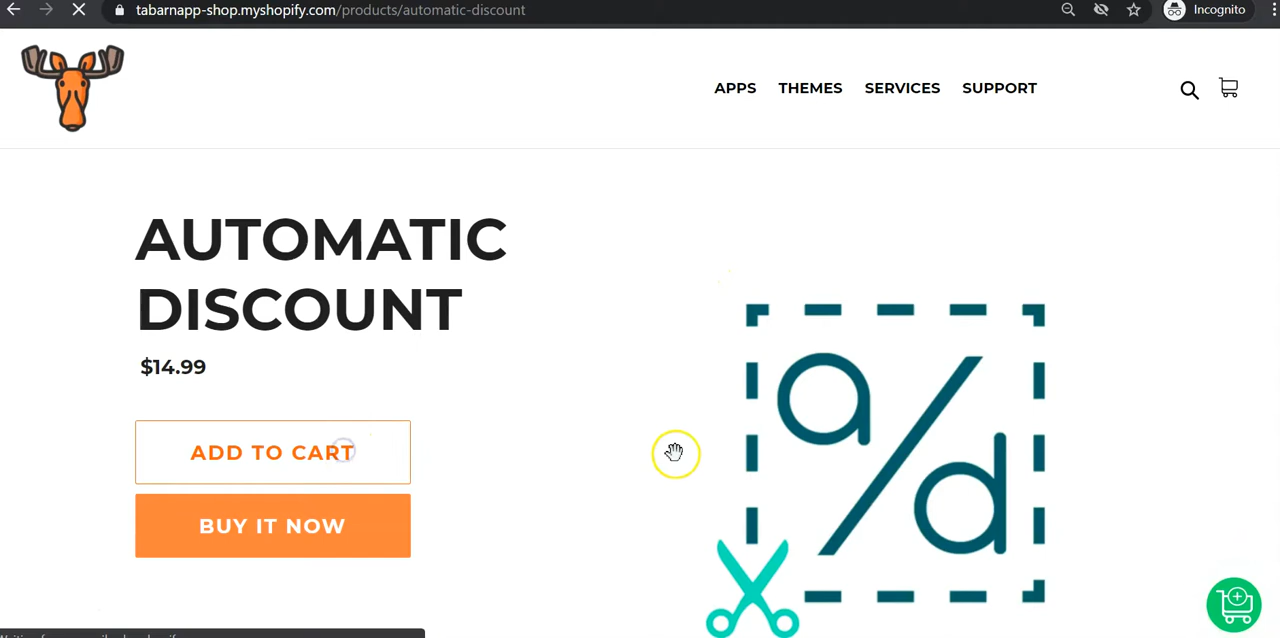 tabarnapp-shop.myshopify.com/products/automatic-discount
Incognito
APPS THEMES SERVICES SUPPORT
AUTOMATIC
DISCOUNT
$14.99
ADD TO CART
BUY IT NOW
a/d